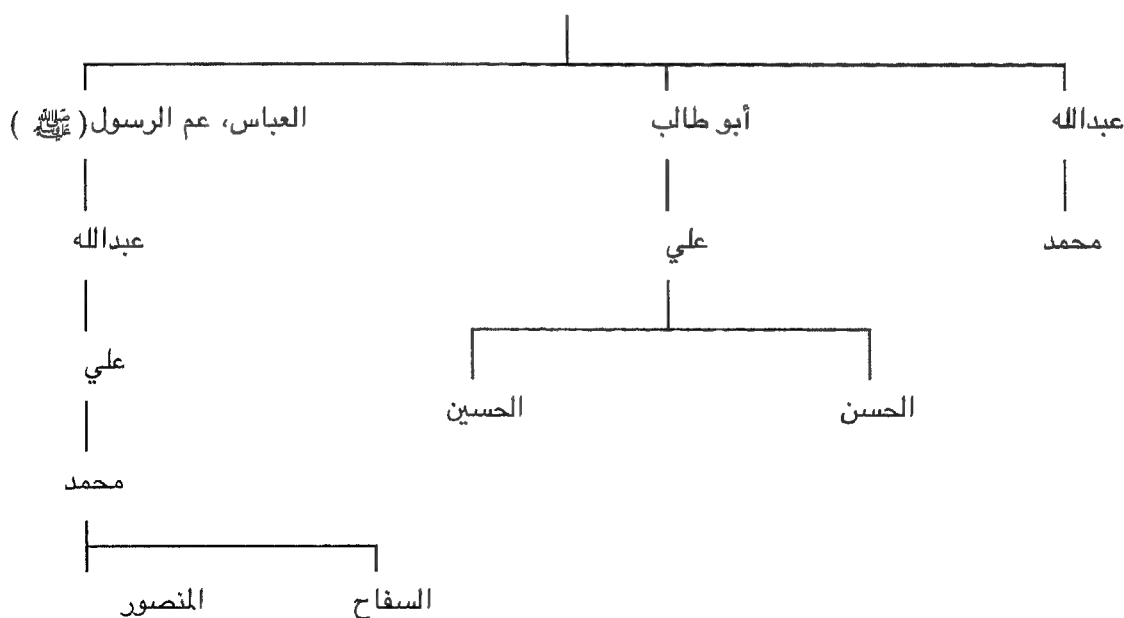 عبدالله أبو طالب العباس، عم الرسول (ﷺ)
محمد علي عبدالله
علي
الحسن الحسين
محمد
السفاح المنصور